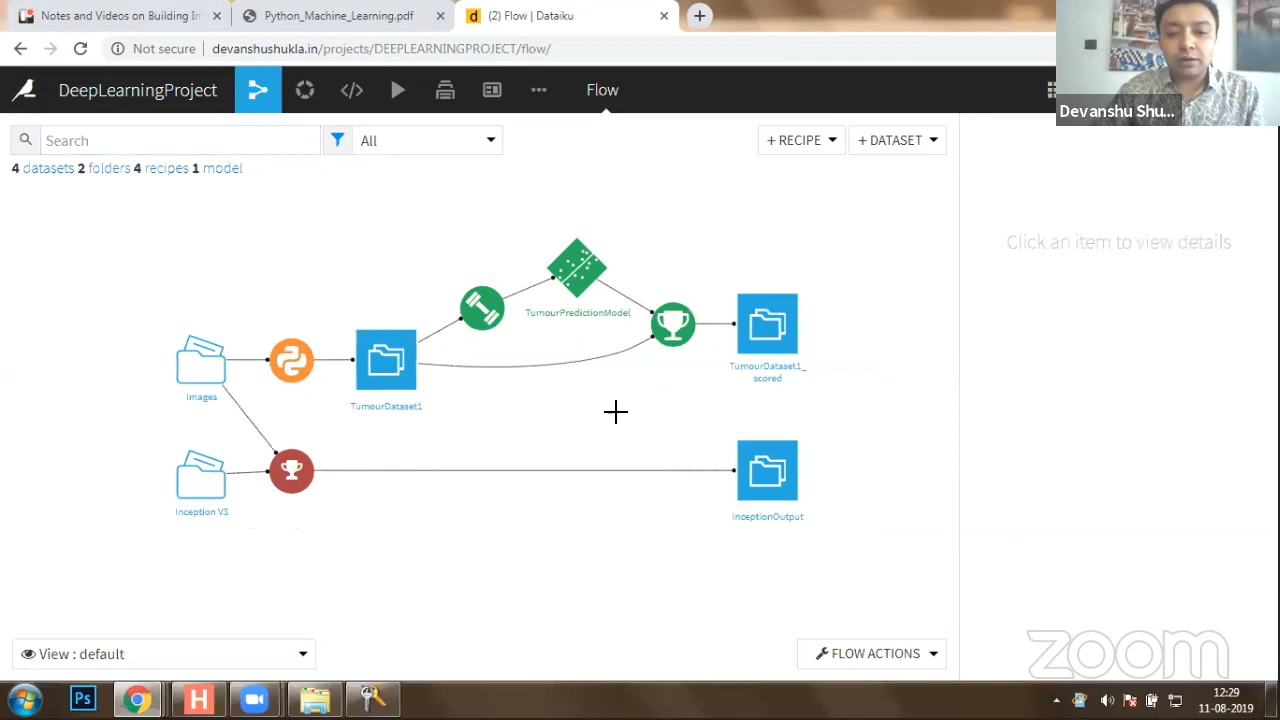 Notes and Videos on Building In
Python_Machine_Learning.pdf
(2) Flow | Dataiku
Not secure
devanshushukla.in/projects/DEEPLEARNINGPROJECT/flow/
DeepLearningProject
Flow
Devanshu Shu...
Search
All
+ RECIPE
+ DATASET
4 datasets 2 folders 4 recipes 1 model
Click an item to view details
TumourPredictionModel
TumourDataset1_
scored
Images
TumourDataset1
Inception V3
InceptionOutput
View : default
FLOW ACTIONS
zoom
Ps
H
12:29
11-08-2019